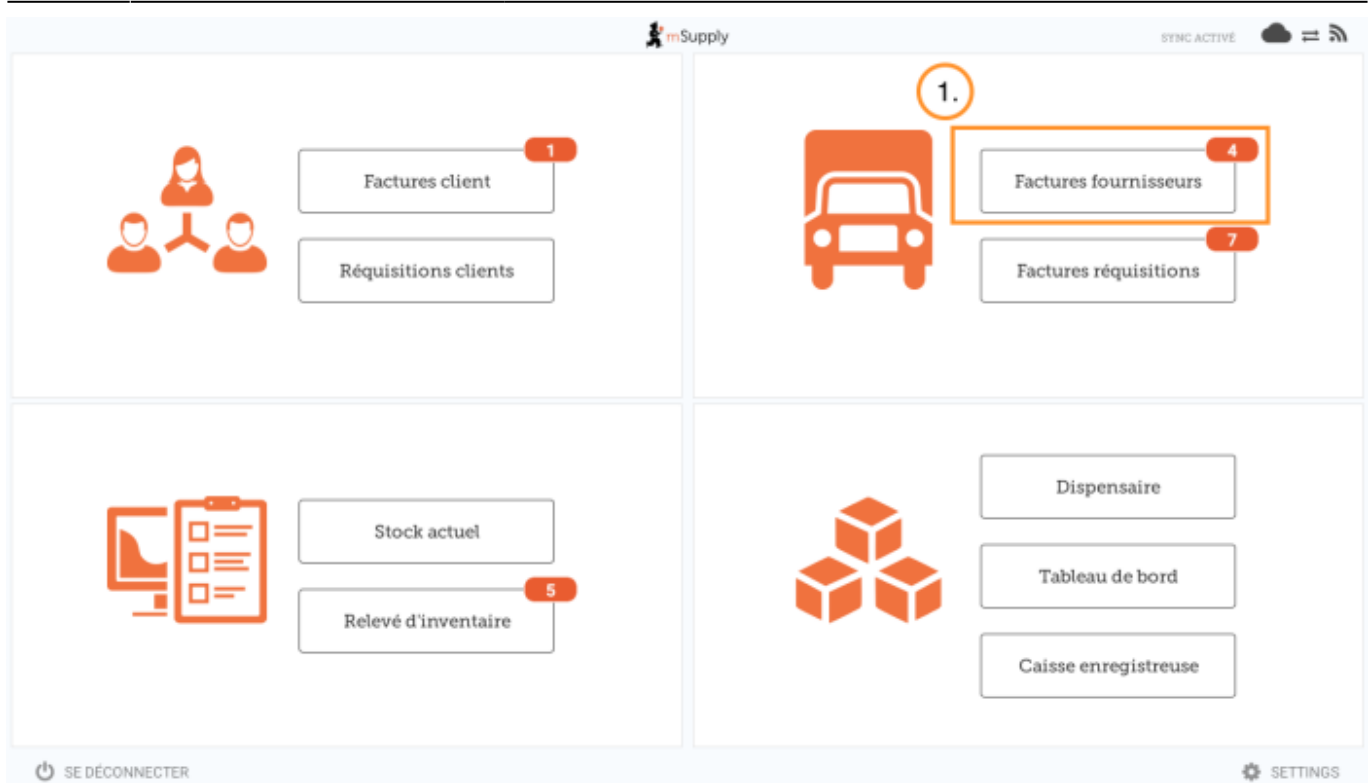 mSupply
SYNC ACTIVÉ
1
Factures client
Réquisitions clients
1.
4
Factures fournisseurs
7
Factures réquisitions
Stock actuel
5
Relevé d'inventaire
Dispensaire
Tableau de bord
Caisse enregistreuse
SE DÉCONNECTER
SETTINGS